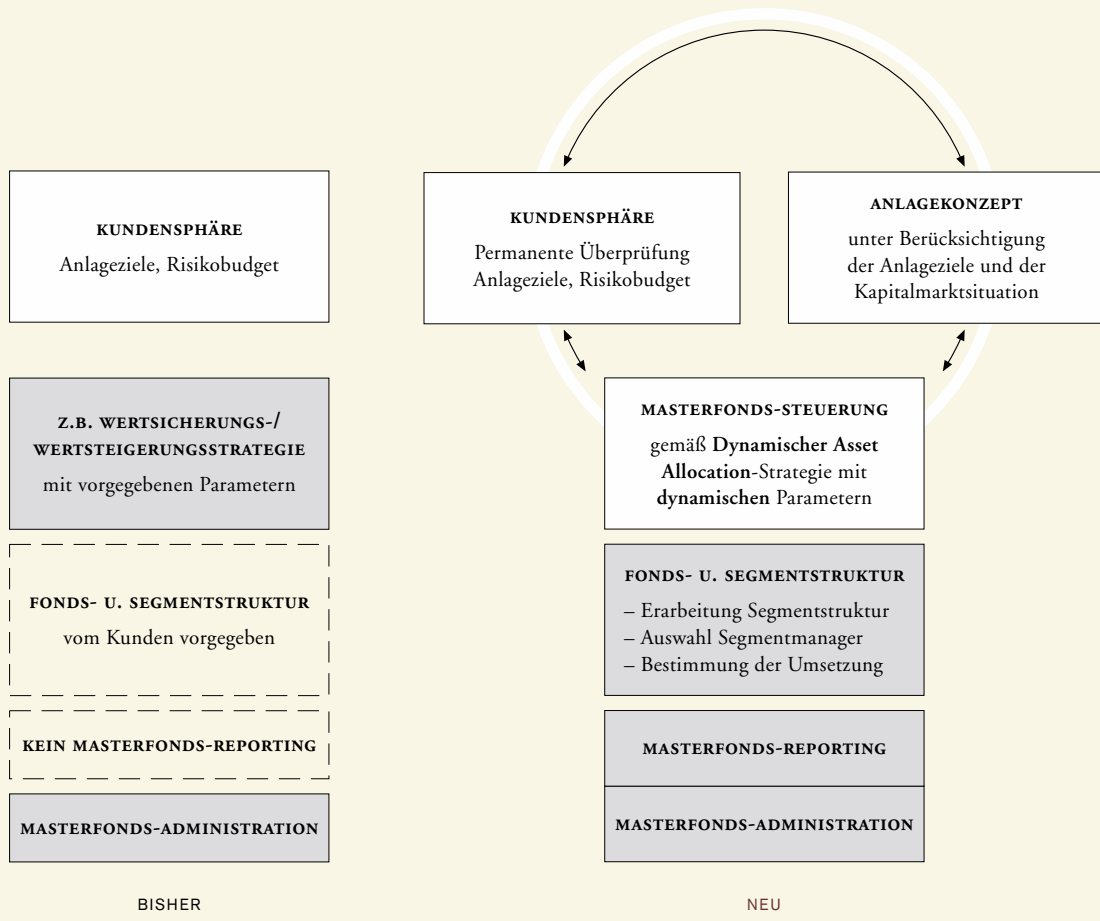 KUNDENSPHÄRE
Anlageziele, Risikobudget
Z.B. WERTSICHERUNGS-/
WERTSTEIGERUNGSSTRATEGIE
mit vorgegebenen Parametern
FONDS- U. SEGMENTSTRUKTUR
vom Kunden vorgegeben
KEIN MASTERFONDS-REPORTING
MASTERFONDS-ADMINISTRATION
BISHER
KUNDENSPHÄRE
Permanente Überprüfung
Anlageziele, Risikobudget
ANLAGEKONZEPT
unter Berücksichtigung
der Anlageziele und der
Kapitalmarktsituation
MASTERFONDS-STEUERUNG
gemäß Dynamischer Asset
Allocation-Strategie mit
dynamischen Parametern
FONDS- U. SEGMENTSTRUKTUR
– Erarbeitung Segmentstruktur
– Auswahl Segmentmanager
– Bestimmung der Umsetzung
MASTERFONDS-REPORTING
MASTERFONDS-ADMINISTRATION
NEU